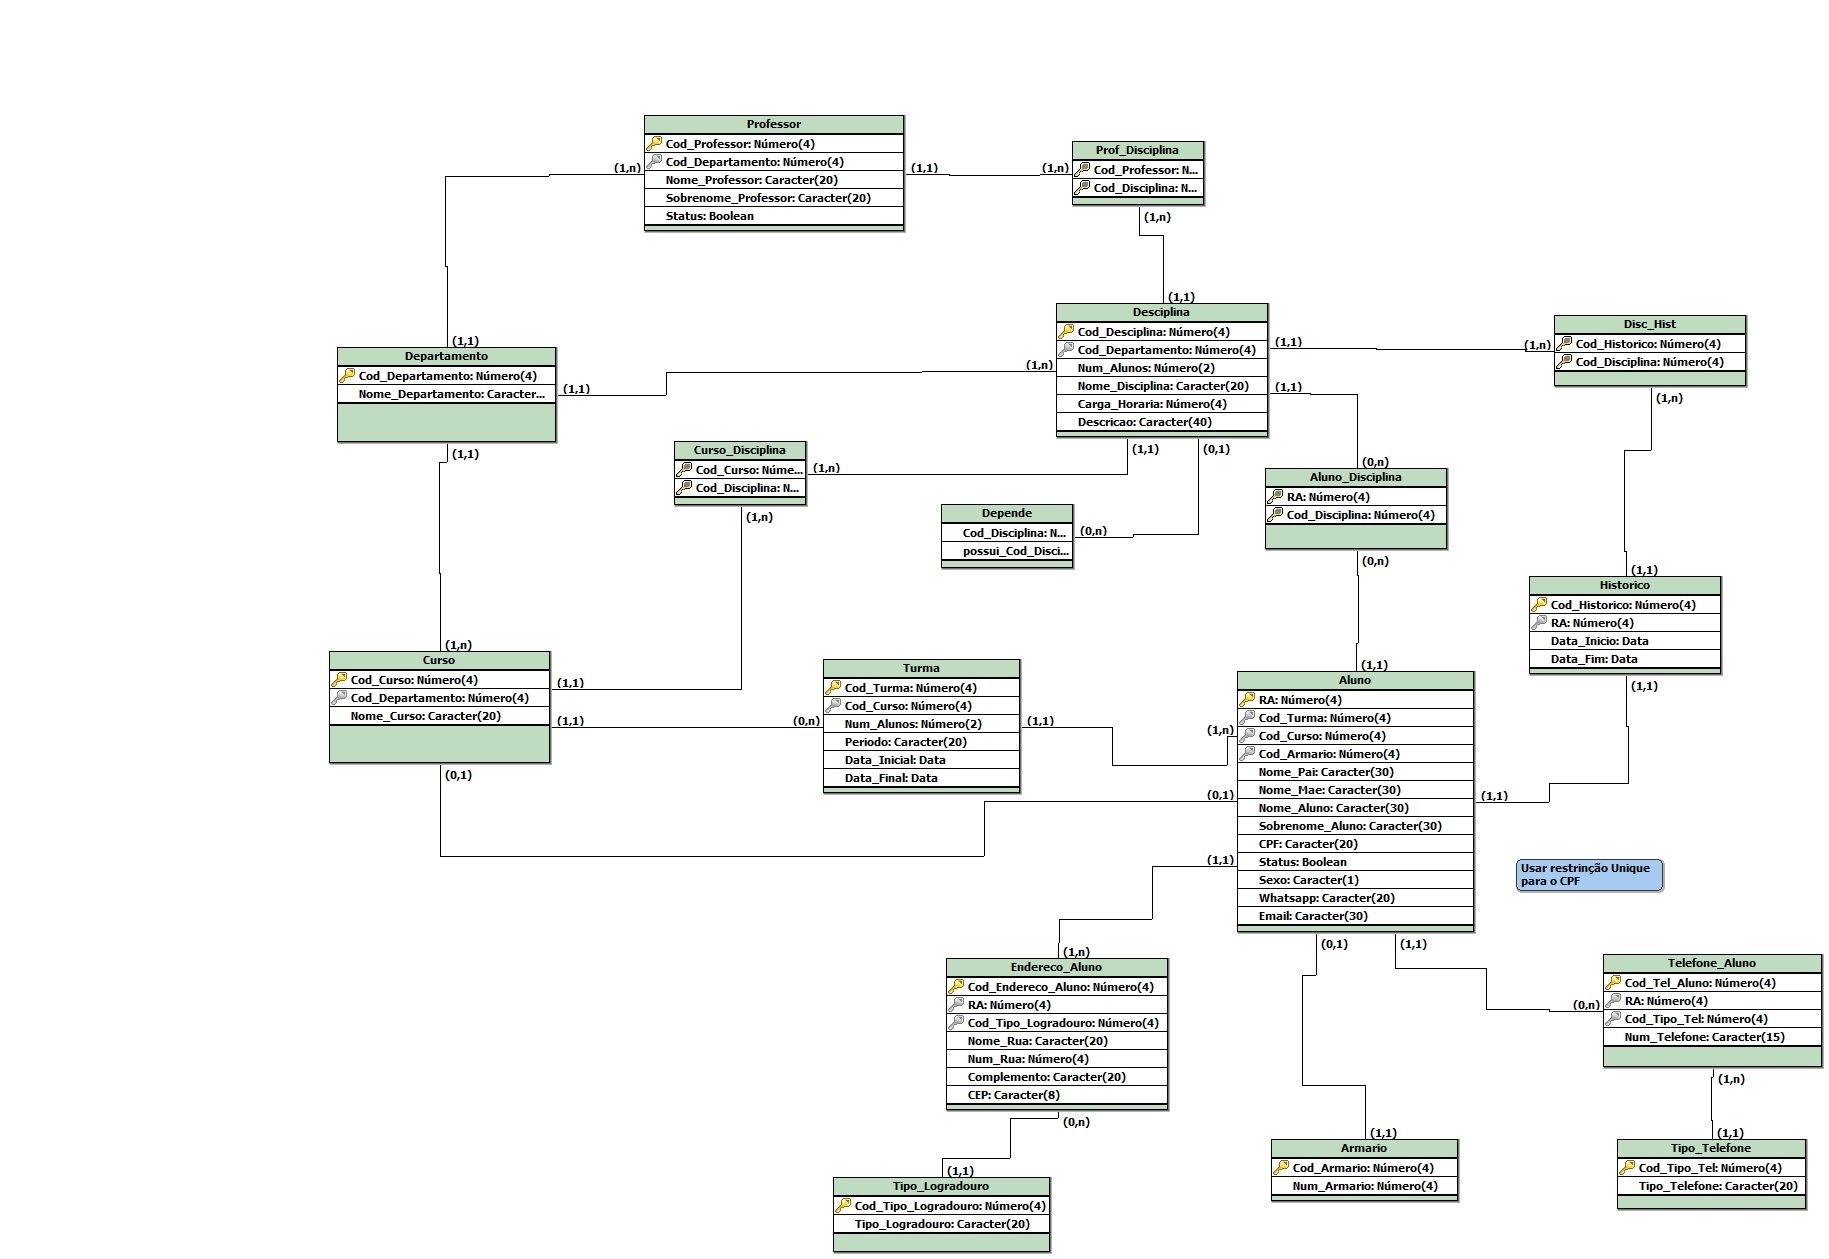 Professor
Cod_Professor: Número(4)
Cod_Departamento: Número(4)
Nome_Professor: Caracter(20)
Sobrenome_Professor: Caracter(20)
Status: Boolean
(1,n)
(1,1)
(1,n)
Prof_Disciplina
Cod_Professor: N...
Cod_Disciplina: N...
(1,n)
(1,1)
Desciplina
Cod_Desciplina: Número(4)
Cod_Departamento: Número(4)
Num_Alunos: Número(2)
Nome_Disciplina: Caracter(20)
Carga_Horaria: Número(4)
Descricao: Caracter(40)
(1,n)
(1,1)
(1,1)
(1,1)
(0,1)
(1,n)
Disc_Hist
Cod_Historico: Número(4)
Cod_Disciplina: Número(4)
(1,n)
(1,1)
Departamento
Cod_Departamento: Número(4)
Nome_Departamento: Caracter...
(1,1)
(1,1)
Curso_Disciplina
Cod_Curso: Núme...
Cod_Disciplina: N...
(1,n)
(1,n)
Depende
Cod_Disciplina: N...
possui_Cod_Disci...
(0,n)
(0,n)
Aluno_Disciplina
RA: Número(4)
Cod_Disciplina: Número(4)
(0,n)
(1,1)
Historico
Cod_Historico: Número(4)
RA: Número(4)
Data_Inicio: Data
Data_Fim: Data
(1,1)
(1,n)
Curso
Cod_Curso: Número(4)
Cod_Departamento: Número(4)
Nome_Curso: Caracter(20)
(1,1)
(1,1)
(0,1)
(0,n)
Turma
Cod_Turma: Número(4)
Cod_Curso: Número(4)
Num_Alunos: Número(2)
Periodo: Caracter(20)
Data_Inicial: Data
Data_Final: Data
(1,1)
(1,1)
Aluno
RA: Número(4)
Cod_Turma: Número(4)
Cod_Curso: Número(4)
Cod_Armario: Número(4)
Nome_Pai: Caracter(30)
Nome_Mae: Caracter(30)
Nome_Aluno: Caracter(30)
Sobrenome_Aluno: Caracter(30)
CPF: Caracter(20)
Status: Boolean
Sexo: Caracter(1)
Whatsapp: Caracter(20)
Email: Caracter(30)
(1,n)
(0,1)
(1,1)
(1,1)
(0,1)
(1,1)
Usar restrinção Unique
para o CPF
(1,n)
Endereco_Aluno
Cod_Endereco_Aluno: Número(4)
RA: Número(4)
Cod_Tipo_Logradouro: Número(4)
Nome_Rua: Caracter(20)
Num_Rua: Número(4)
Complemento: Caracter(20)
CEP: Caracter(8)
(0,n)
(0,n)
Telefone_Aluno
Cod_Tel_Aluno: Número(4)
RA: Número(4)
Cod_Tipo_Tel: Número(4)
Num_Telefone: Caracter(15)
(1,n)
(1,1)
Armario
Cod_Armario: Número(4)
Num_Armario: Número(4)
(1,1)
Tipo_Telefone
Cod_Tipo_Tel: Número(4)
Tipo_Telefone: Caracter(20)
(1,1)
Tipo_Logradouro
Cod_Tipo_Logradouro: Número(4)
Tipo_Logradouro: Caracter(20)